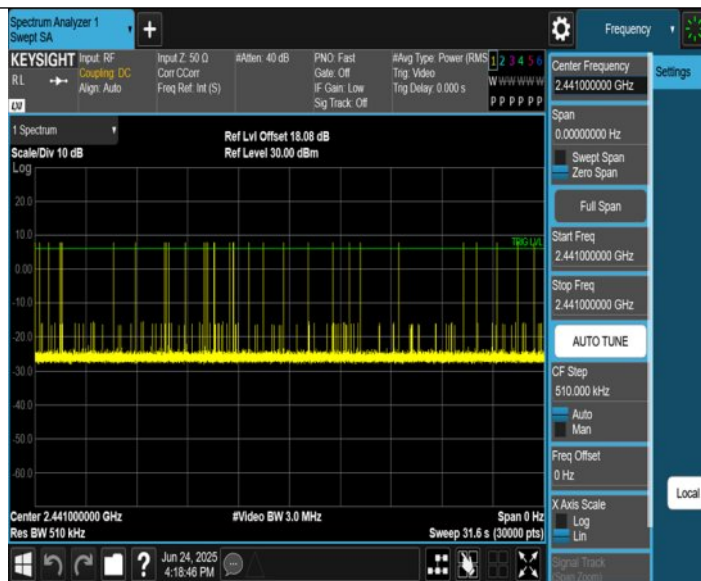 Spectrum Analyzer 1
Swept SA
Frequency
KEYSIGHT
Input: RF
Coupling: DC
Align: Auto
RL
LXI
Input Z: 50 Ω
Corr CCorr
Freq Ref: Int (S)
#Atten: 40 dB
PNO: Fast
Gate: Off
IF Gain: Low
Sig Track: Off
#Avg Type: Power (RMS
Trig: Video
Trig Delay: 0.000 s
1 2 3 4 5 6
W W W W W W
P P P P P P
1 Spectrum
Scale/Div 10 dB
Ref Lvl Offset 18.08 dB
Ref Level 30.00 dBm
Log
20.0
10.0
TRIG LVL
0.00
-10.0
-20.0
-30.0
-40.0
-50.0
-60.0
Center 2.441000000 GHz
Res BW 510 kHz
#Video BW 3.0 MHz
Span 0 Hz
Sweep 31.6 s (30000 pts)
Jun 24, 2025
4:18:46 PM
Center Frequency
2.441000000 GHz
Settings
Span
0.00000000 Hz
Swept Span
Zero Span
Full Span
Start Freq
2.441000000 GHz
Stop Freq
2.441000000 GHz
AUTO TUNE
CF Step
510.000 kHz
Auto
Man
Freq Offset
0 Hz
X Axis Scale
Log
Lin
Local
Signal Track
(Span Zoom)